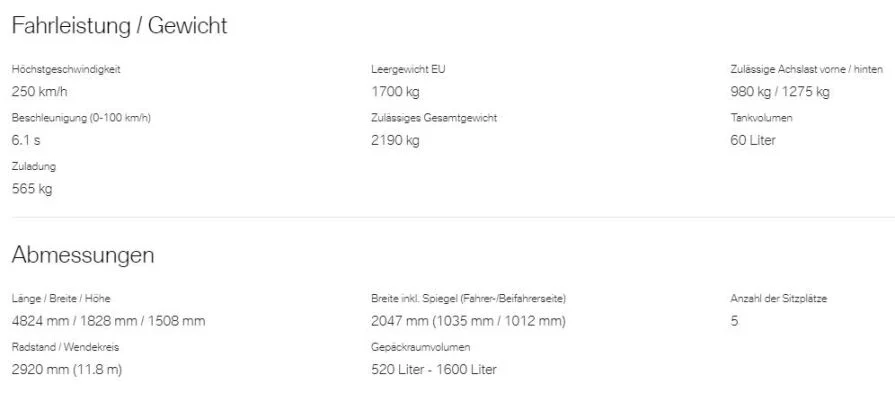 Fahrleistung / Gewicht
Höchstgeschwindigkeit
250 km/h
Leergewicht EU
1700 kg
Zulässige Achslast vorne / hinten
980 kg / 1275 kg
Beschleunigung (0-100 km/h)
6.1 s
Zulässiges Gesamtgewicht
2190 kg
Tankvolumen
60 Liter
Zuladung
565 kg
Abmessungen
Länge / Breite / Höhe
4824 mm / 1828 mm / 1508 mm
Breite inkl. Spiegel (Fahrer-/Beifahrerseite)
2047 mm (1035 mm / 1012 mm)
Anzahl der Sitzplätze
5
Radstand / Wendekreis
2920 mm (11.8 m)
Gepäckraumvolumen
520 Liter - 1600 Liter